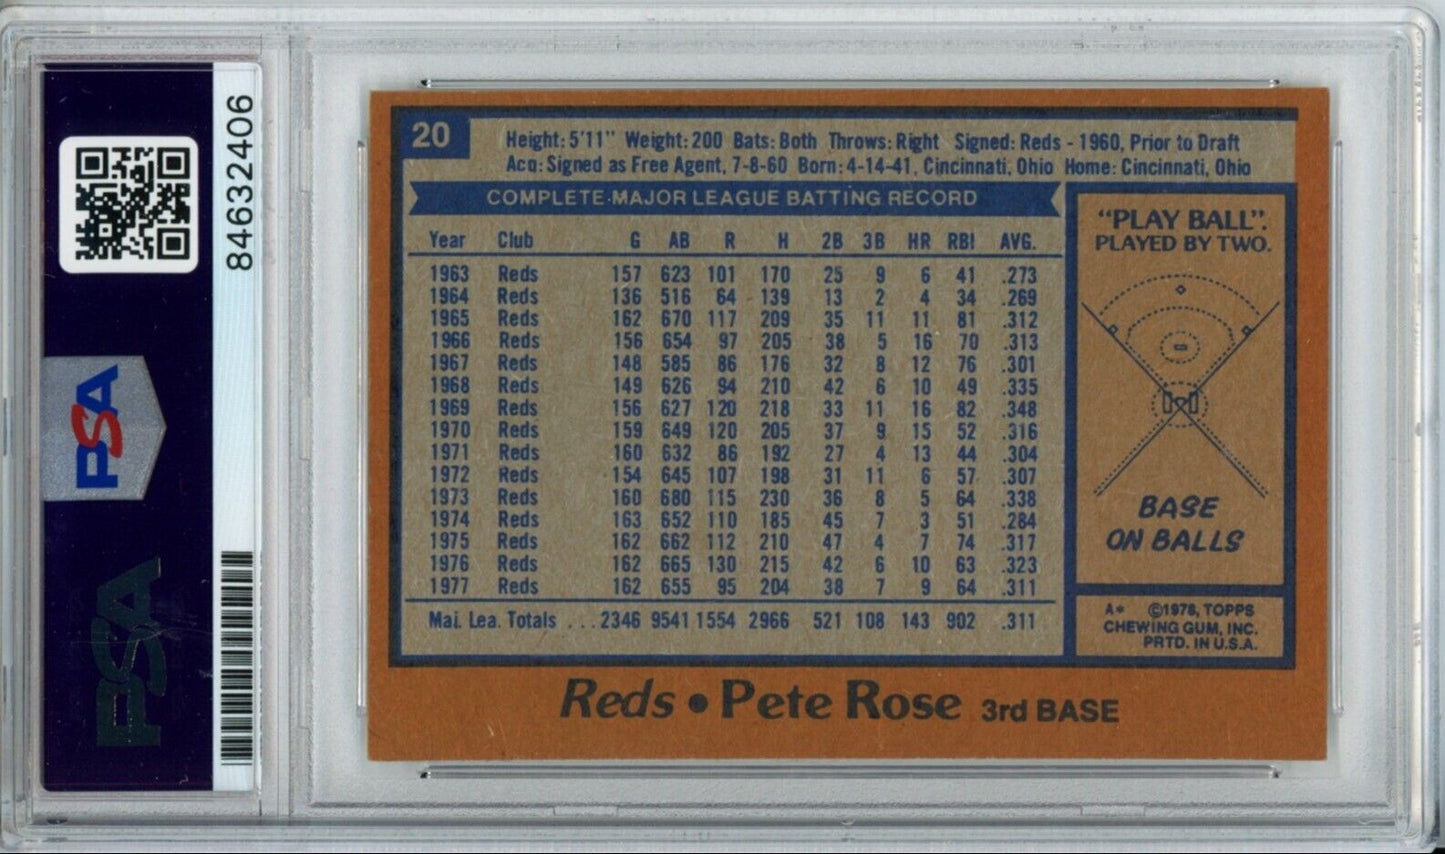 84632406
PSA
PSA
20
Height: 5'11" Weight: 200 Bats: Both Throws: Right Signed: Reds - 1960, Prior to Draft
Acq: Signed as Free Agent, 7-8-60 Born: 4-14-41, Cincinnati, Ohio Home: Cincinnati, Ohio
COMPLETE MAJOR LEAGUE BATTING RECORD
Year Club G AB R H 2B 3B HR RBI AVG.
1963 Reds 157 623 101 170 25 9 6 41 .273
1964 Reds 136 516 64 139 13 2 4 34 .269
1965 Reds 162 670 117 209 35 11 11 81 .312
1966 Reds 156 654 97 205 38 5 16 70 .313
1967 Reds 148 585 86 176 32 8 12 76 .301
1968 Reds 149 626 94 210 42 6 10 49 .335
1969 Reds 156 627 120 218 33 11 16 82 .348
1970 Reds 159 649 120 205 37 9 15 52 .316
1971 Reds 160 632 86 192 27 4 13 44 .304
1972 Reds 154 645 107 198 31 11 6 57 .307
1973 Reds 160 680 115 230 36 8 5 64 .338
1974 Reds 163 652 110 185 45 7 3 51 .284
1975 Reds 162 662 112 210 47 4 7 74 .317
1976 Reds 162 665 130 215 42 6 10 63 .323
1977 Reds 162 655 95 204 38 7 9 64 .311
Maj. Lea. Totals ... 2346 9541 1554 2966 521 108 143 902 .311
"PLAY BALL".
PLAYED BY TWO.
BASE
ON BALLS
A* ©1978, TOPPS
CHEWING GUM, INC.
PRTD. IN U.S.A.
Reds • Pete Rose 3rd BASE